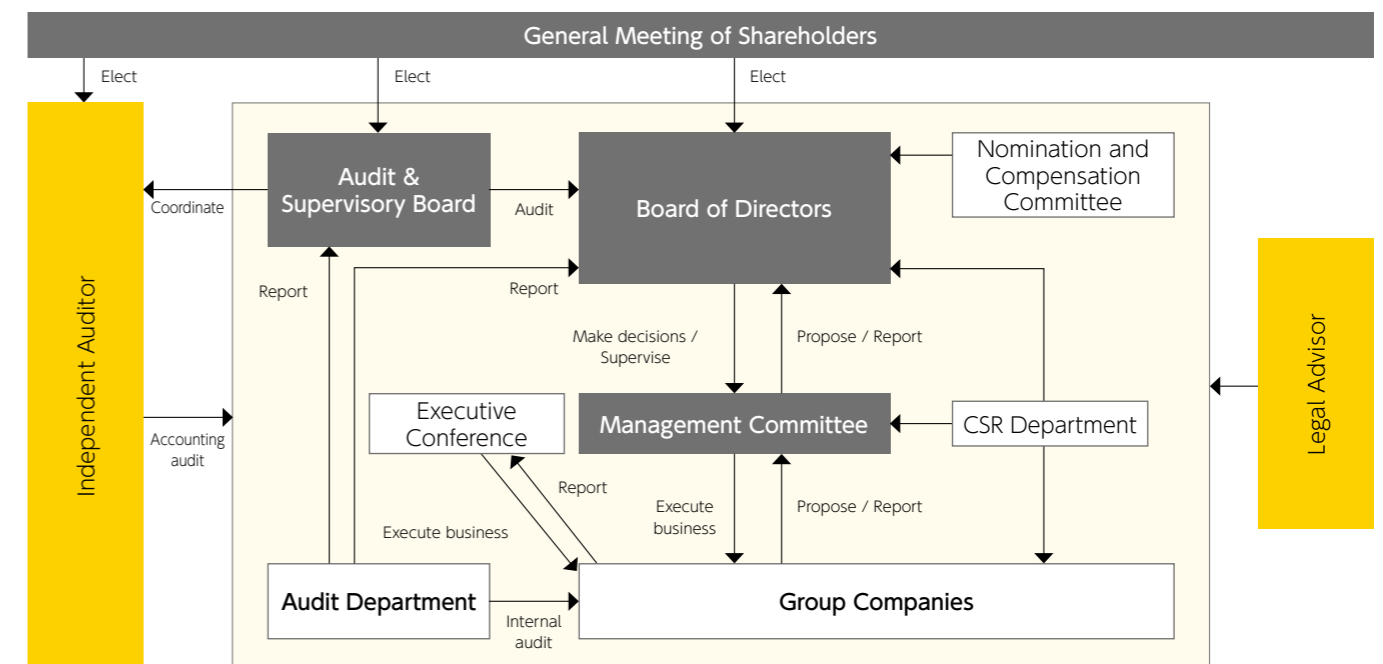 General Meeting of Shareholders
Elect
Elect
Elect
Independent Auditor
Coordinate
Accounting
audit
Audit &
Supervisory Board
Audit
Board of Directors
Nomination and
Compensation
Committee
Report
Report
Make decisions /
Supervise
Propose / Report
Legal Advisor
Executive
Conference
Management Committee
CSR Department
Report
Execute business
Execute
business
Propose / Report
Audit Department
Internal
audit
Group Companies